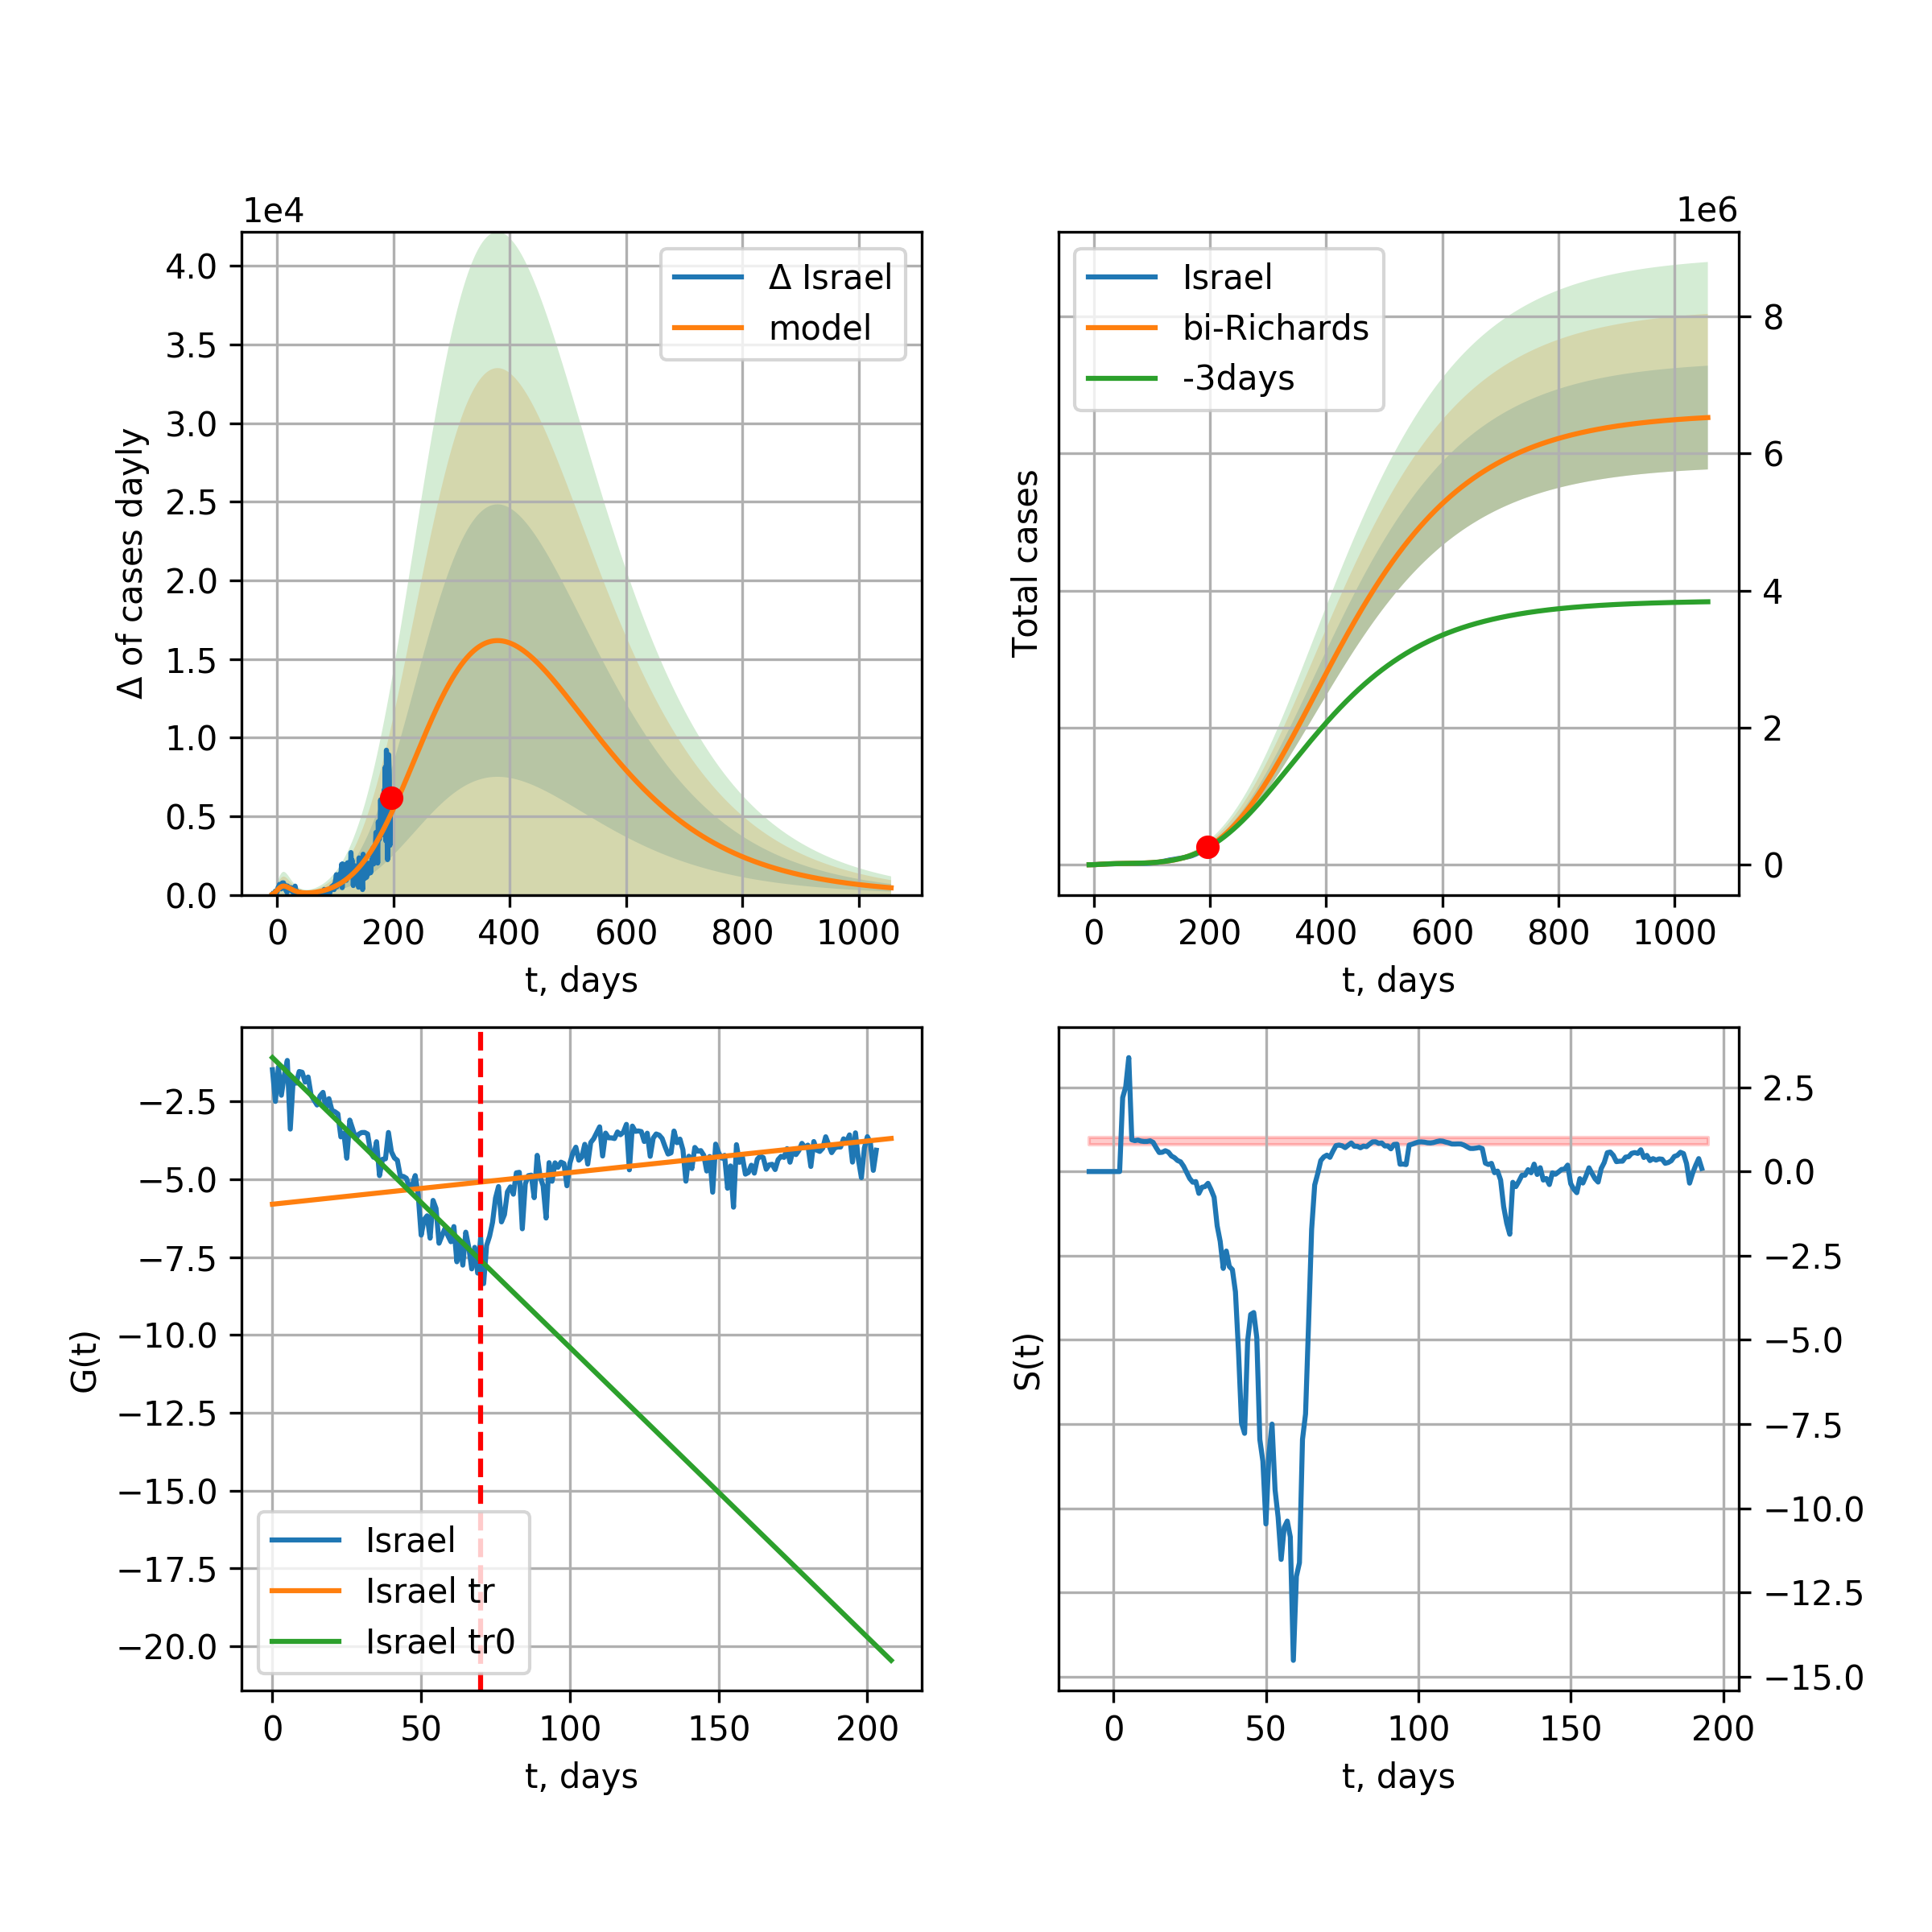 1e4
Δ of cases dayly
4.0
3.5
3.0
2.5
2.0
1.5
1.0
0.5
0.0
0 200 400 600 800 1000
t, days
Δ Israel
model
1e6
Total cases
8
6
4
2
0
0 200 400 600 800 1000
t, days
Israel
bi-Richards
-3days
G(t)
−2.5
−5.0
−7.5
−10.0
−12.5
−15.0
−17.5
−20.0
0 50 100 150 200
t, days
Israel
Israel tr
Israel tr0
S(t)
2.5
0.0
−2.5
−5.0
−7.5
−10.0
−12.5
−15.0
0 50 100 150 200
t, days